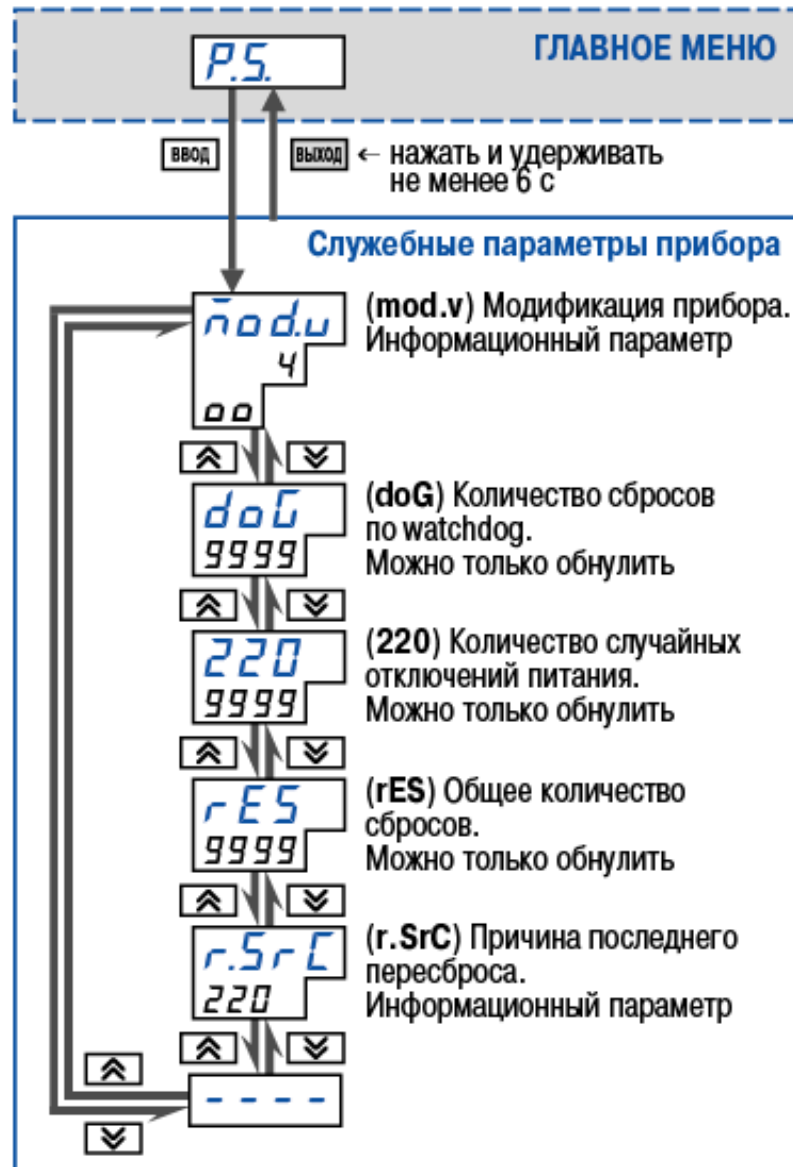 ГЛАВНОЕ МЕНЮ
P.S.
ВВОД
ВЫХОД ← нажать и удерживать
не менее 6 с
Служебные параметры прибора
mod.v
4
oo
(mod.v) Модификация прибора.
Информационный параметр
doG
9999
(doG) Количество сбросов
по watchdog.
Можно только обнулить
220
9999
(220) Количество случайных
отключений питания.
Можно только обнулить
rES
9999
(rES) Общее количество
сбросов.
Можно только обнулить
r.SrC
220
(r.SrC) Причина последнего
пересброса.
Информационный параметр
- - - -